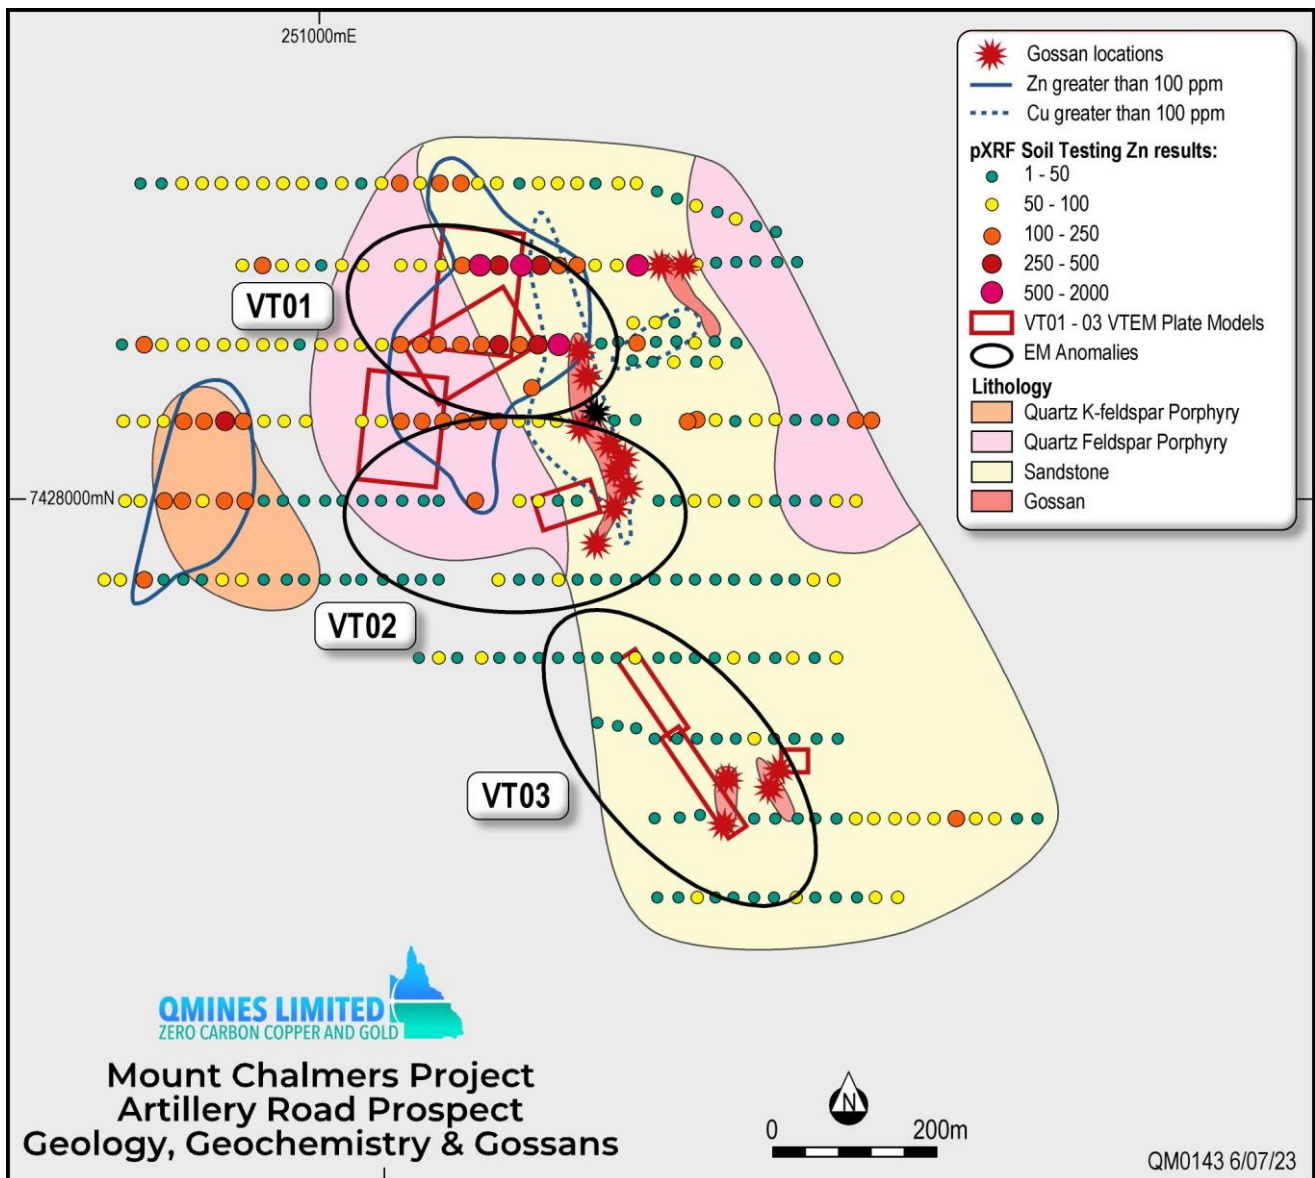 251000mE
Gossan locations
Zn greater than 100 ppm
Cu greater than 100 ppm
pXRF Soil Testing Zn results:
1 - 50
50 - 100
100 - 250
250 - 500
500 - 2000
VT01 - 03 VTEM Plate Models
EM Anomalies
Lithology
Quartz K-feldspar Porphyry
Quartz Feldspar Porphyry
Sandstone
Gossan
VT01
7428000mN
VT02
VT03
QMINES LIMITED
ZERO CARBON COPPER AND GOLD
Mount Chalmers Project
Artillery Road Prospect
Geology, Geochemistry & Gossans
N
0 200m
QM0143 6/07/23